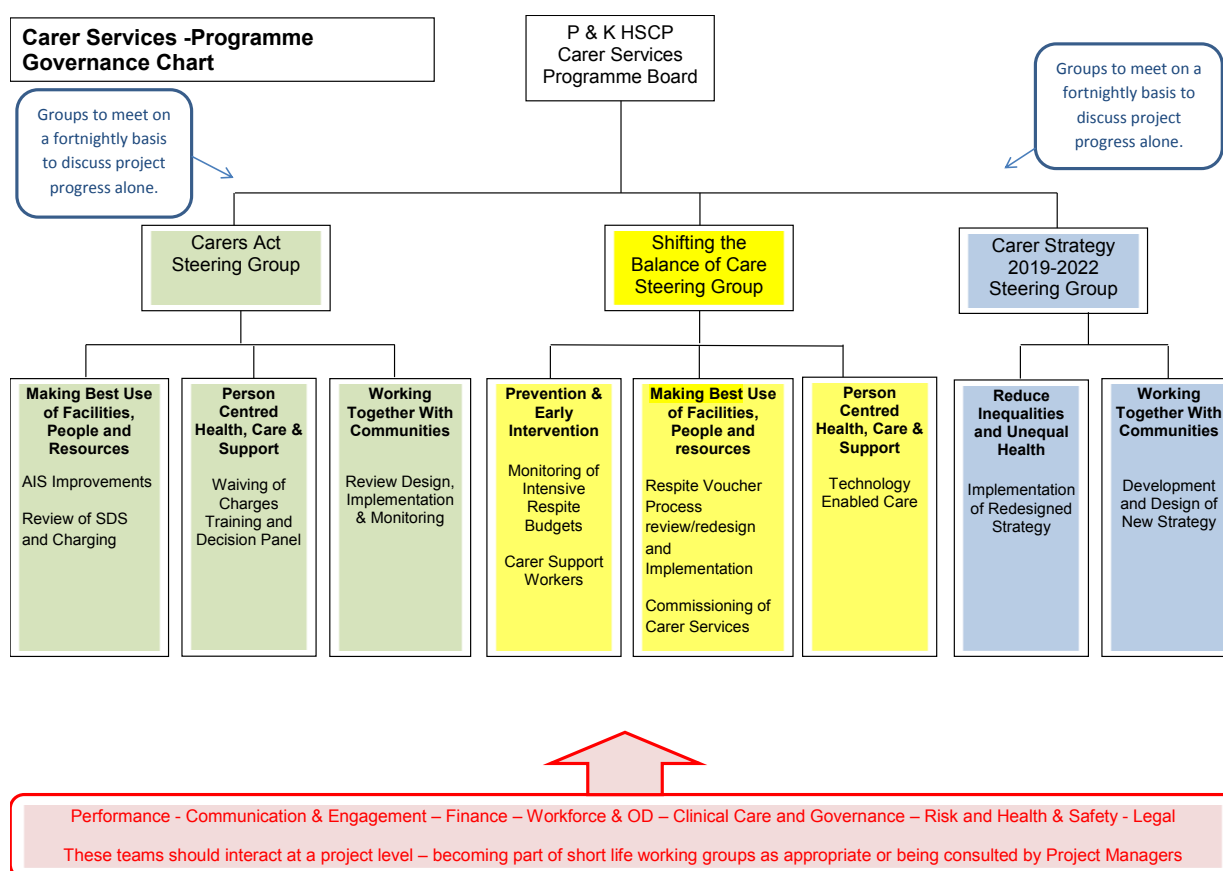 Carer Services -Programme
Governance Chart
P & K HSCP
Carer Services
Programme Board
Groups to meet on
a fortnightly basis
to discuss project
progress alone.
Groups to meet on a
fortnightly basis to
discuss project
progress alone.
Carers Act
Steering Group
Shifting the
Balance of Care
Steering Group
Carer Strategy
2019-2022
Steering Group
Making Best Use
of Facilities,
People and
Resources
AIS Improvements
Review of SDS
and Charging
Person
Centred
Health, Care &
Support
Waiving of
Charges
Training and
Decision Panel
Working
Together With
Communities
Review Design,
Implementation
& Monitoring
Prevention &
Early
Intervention
Monitoring of
Intensive
Respite
Budgets
Carer Support
Workers
Making Best Use
of Facilities,
People and
resources
Respite Voucher
Process
review/redesign
and
Implementation
Commissioning of
Carer Services
Person
Centred
Health, Care &
Support
Technology
Enabled Care
Reduce
Inequalities
and Unequal
Health
Implementation
of Redesigned
Strategy
Working
Together With
Communities
Development
and Design of
New Strategy
Performance - Communication & Engagement – Finance – Workforce & OD – Clinical Care and Governance – Risk and Health & Safety - Legal
These teams should interact at a project level – becoming part of short life working groups as appropriate or being consulted by Project Managers